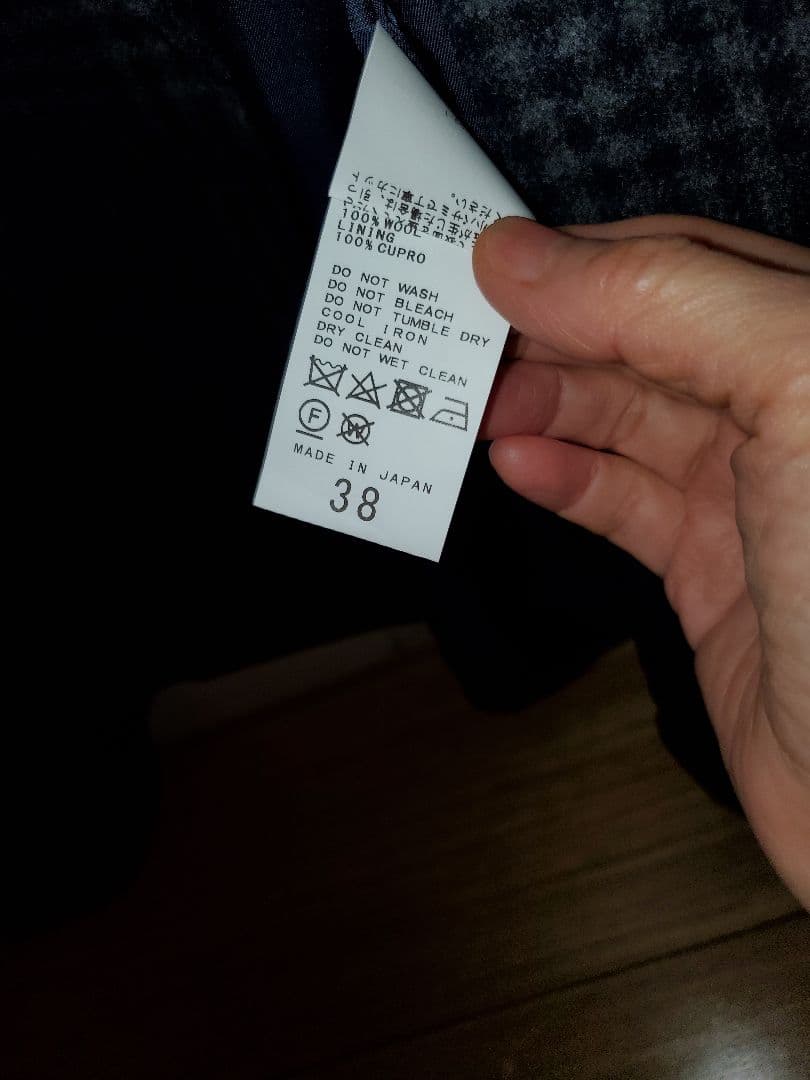 100% WOOL
LINING
100% CUPRO
DO NOT WASH
DO NOT BLEACH
DO NOT TUMBLE DRY
COOL IRON
DRY CLEAN
DO NOT WET CLEAN
F
W
MADE IN JAPAN
38